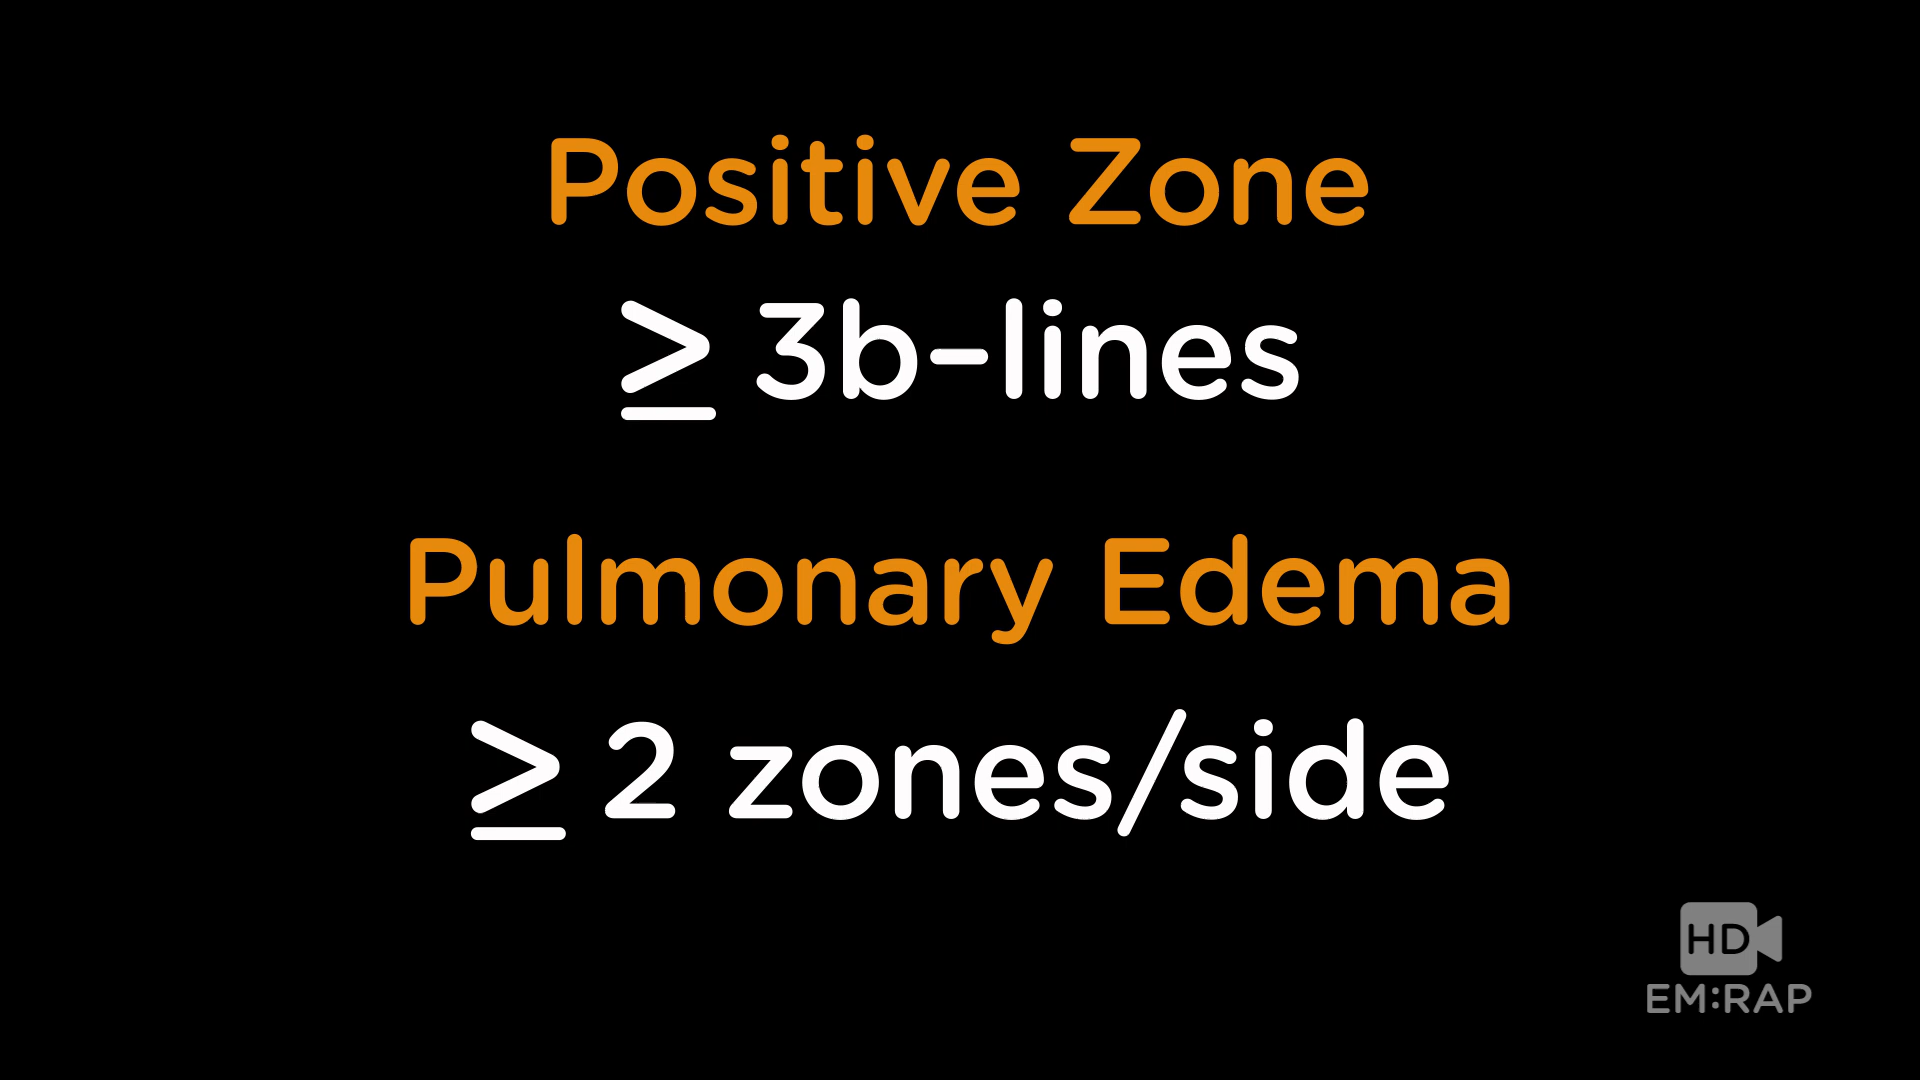 Positive Zone
≥ 3b-lines
Pulmonary Edema
≥ 2 zones/side
HD
EM:RAP